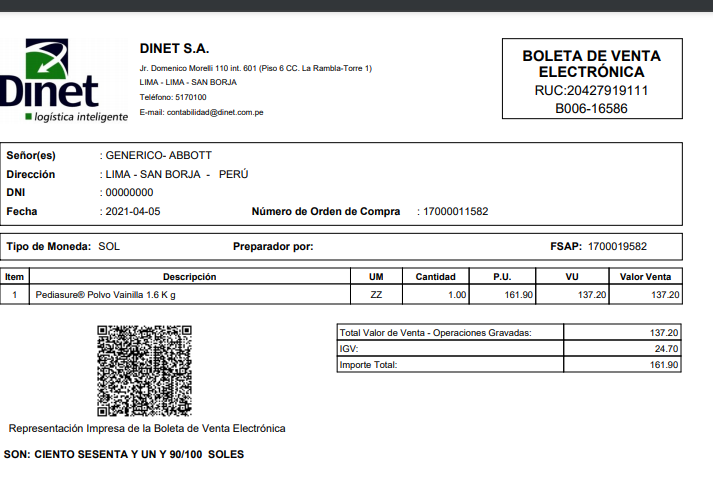 Dinet
logística inteligente
DINET S.A.
Jr. Domenico Morelli 110 int. 601 (Piso 6 CC. La Rambla-Torre 1)
LIMA - LIMA - SAN BORJA
Teléfono: 5170100
E-mail: contabilidad@dinet.com.pe
BOLETA DE VENTA
ELECTRÓNICA
RUC:20427919111
B006-16586
Señor(es) : GENERICO- ABBOTT
Dirección : LIMA - SAN BORJA - PERÚ
DNI : 00000000
Fecha : 2021-04-05 Número de Orden de Compra : 17000011582
Tipo de Moneda: SOL Preparador por: FSAP: 1700019582
Item Descripción UM Cantidad P.U. VU Valor Venta
1 Pediasure® Polvo Vainilla 1.6 K g ZZ 1.00 161.90 137.20 137.20
Total Valor de Venta - Operaciones Gravadas: 137.20
IGV: 24.70
Importe Total: 161.90
Representación Impresa de la Boleta de Venta Electrónica
SON: CIENTO SESENTA Y UN Y 90/100 SOLES